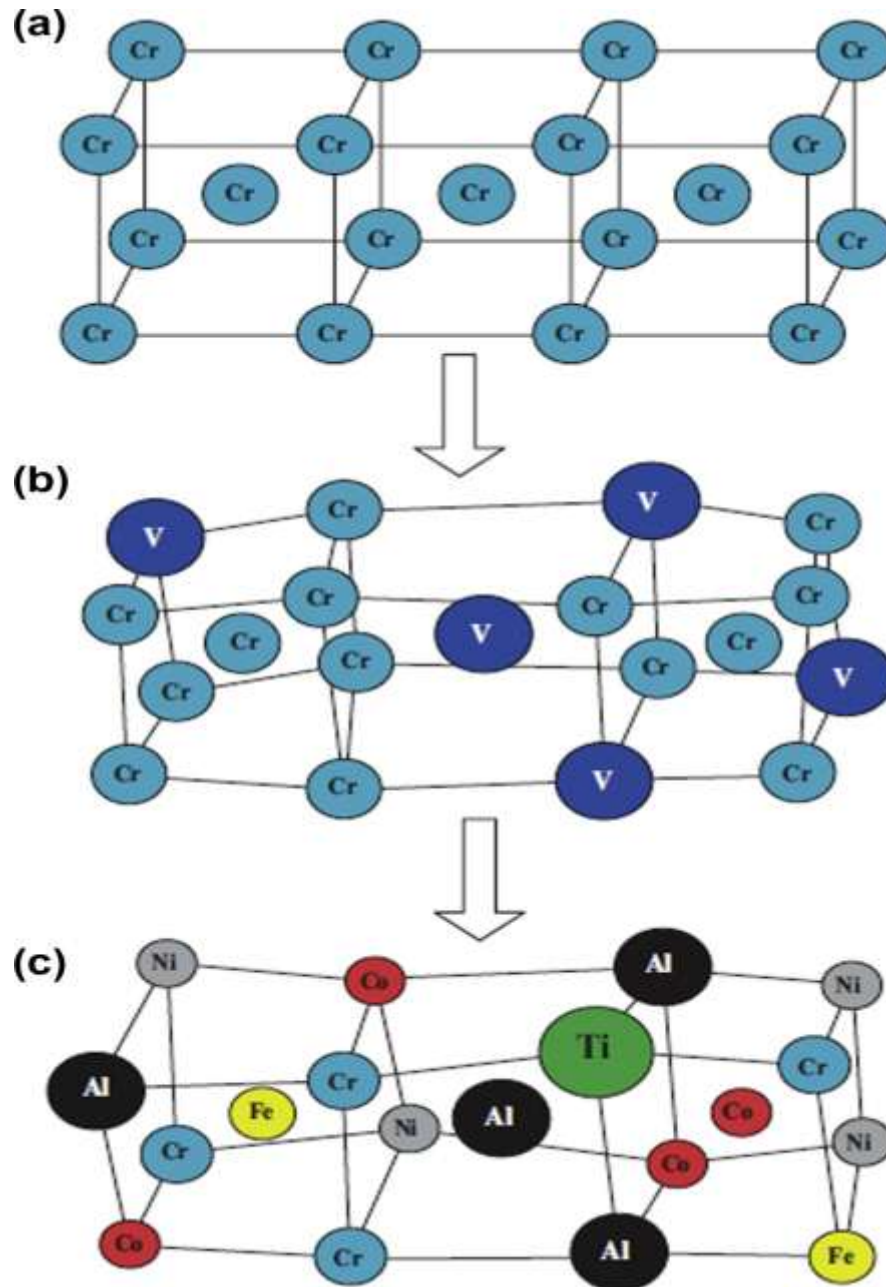 (a)
Cr Cr Cr Cr
Cr Cr Cr Cr
Cr Cr Cr
Cr Cr Cr Cr
Cr Cr Cr Cr
(b)
V Cr V Cr
Cr Cr Cr Cr
Cr V Cr
Cr Cr Cr V
Cr Cr V Cr
(c)
Ni Co Al Ni
Al Cr Ti Cr
Fe Al Co
Cr Ni Co Ni
Co Cr Al Fe